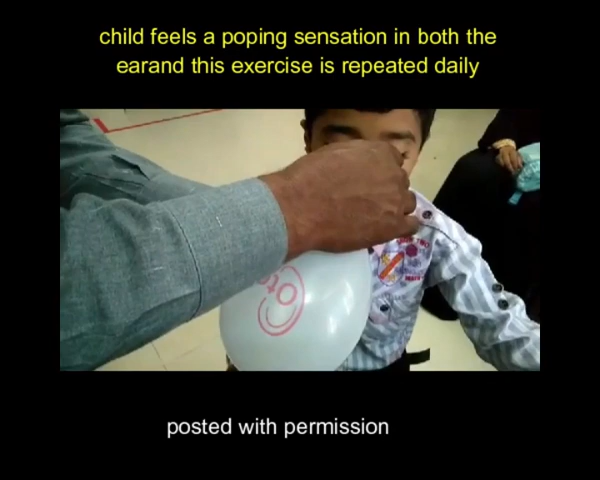 child feels a poping sensation in both the
earand this exercise is repeated daily
posted with permission